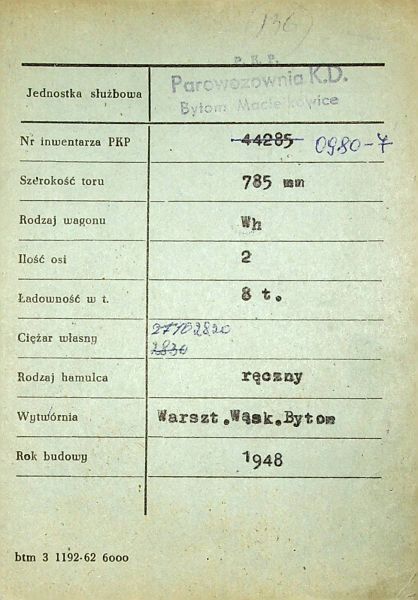 136
P. K. P.
Parowozownia K.D.
Bytom Maciejkowice
Jednostka służbowa
Nr inwentarza PKP 44285 0980-7
Szerokość toru 785 mm
Rodzaj wagonu Wh
Ilość osi 2
Ładowność w t. 8 t.
Ciężar własny 2770 2820
2830
Rodzaj hamulca ręczny
Wytwórnia Warszt.Wąsk.Bytom
Rok budowy 1948
btm 3 1192-62 6000